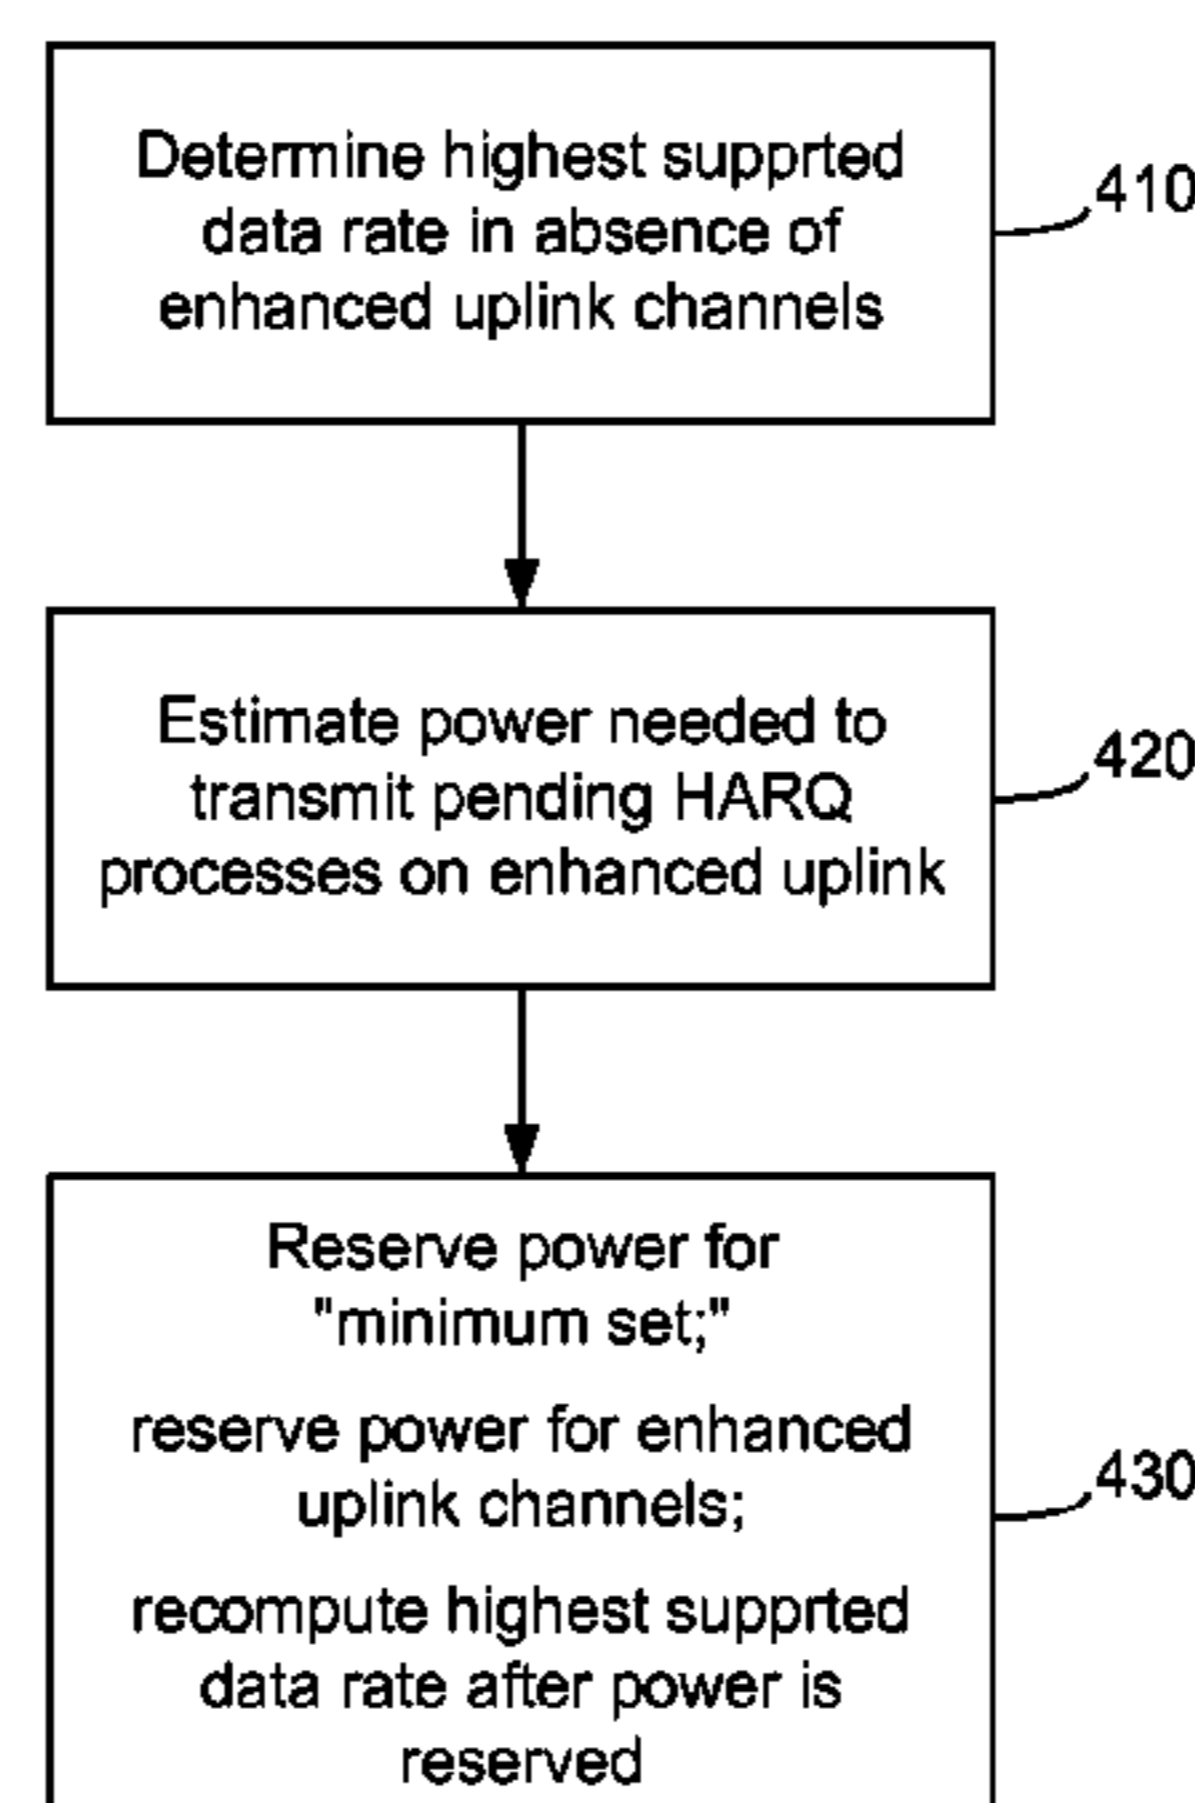 Determine highest supprted
data rate in absence of
enhanced uplink channels
410
Estimate power needed to
transmit pending HARQ
processes on enhanced uplink
420
Reserve power for
"minimum set;"
reserve power for enhanced
uplink channels;
recompute highest supprted
data rate after power is
reserved
430